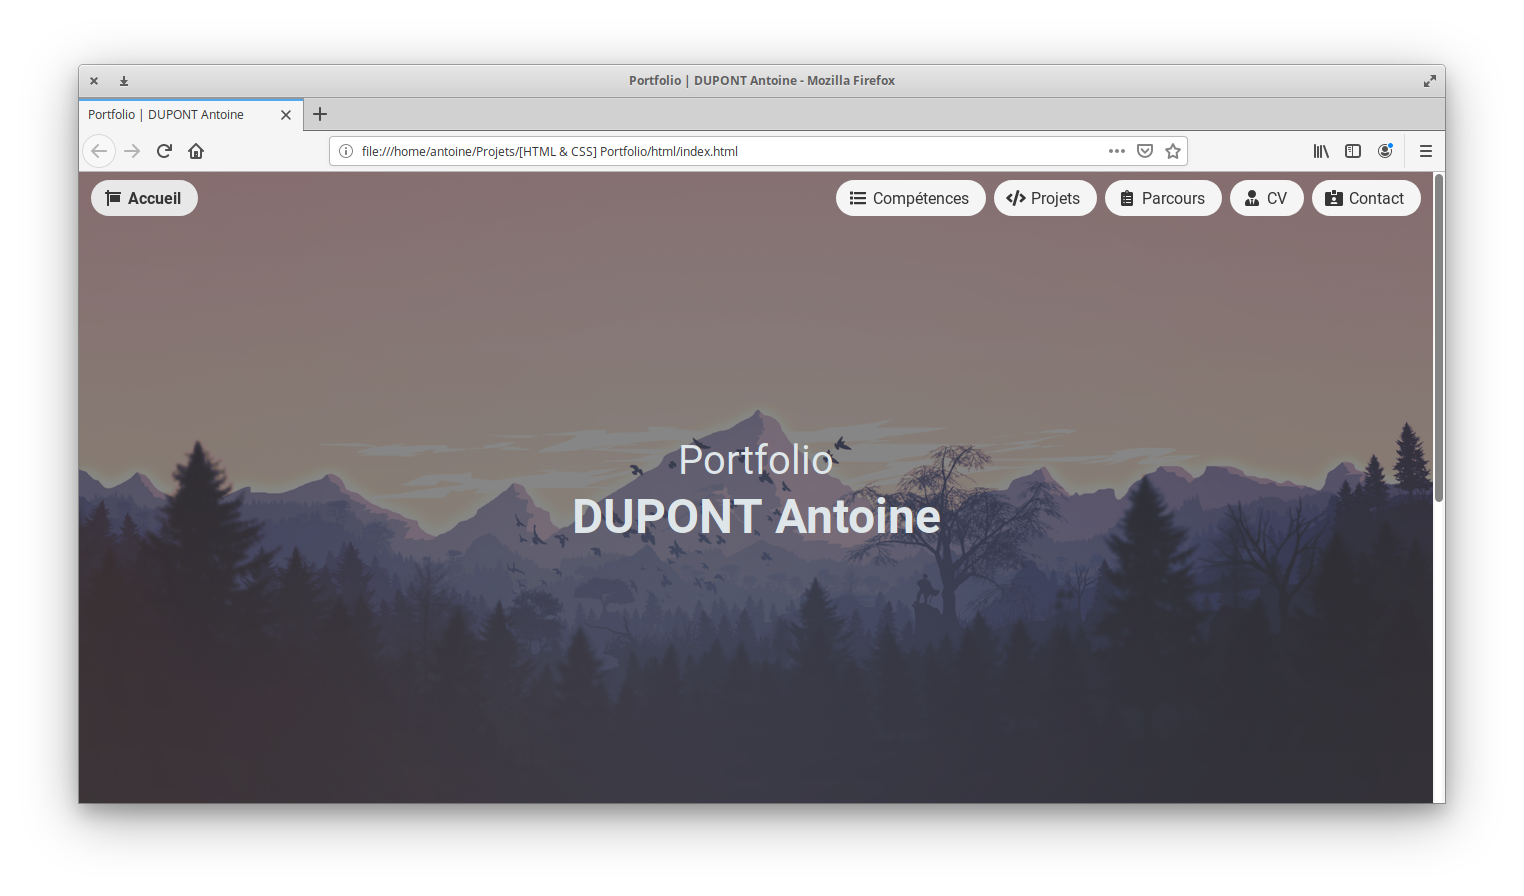 Portfolio | DUPONT Antoine - Mozilla Firefox
Portfolio | DUPONT Antoine
file:///home/antoine/Projets/[HTML & CSS] Portfolio/html/index.html
Accueil
Compétences
Projets
Parcours
CV
Contact
Portfolio
DUPONT Antoine